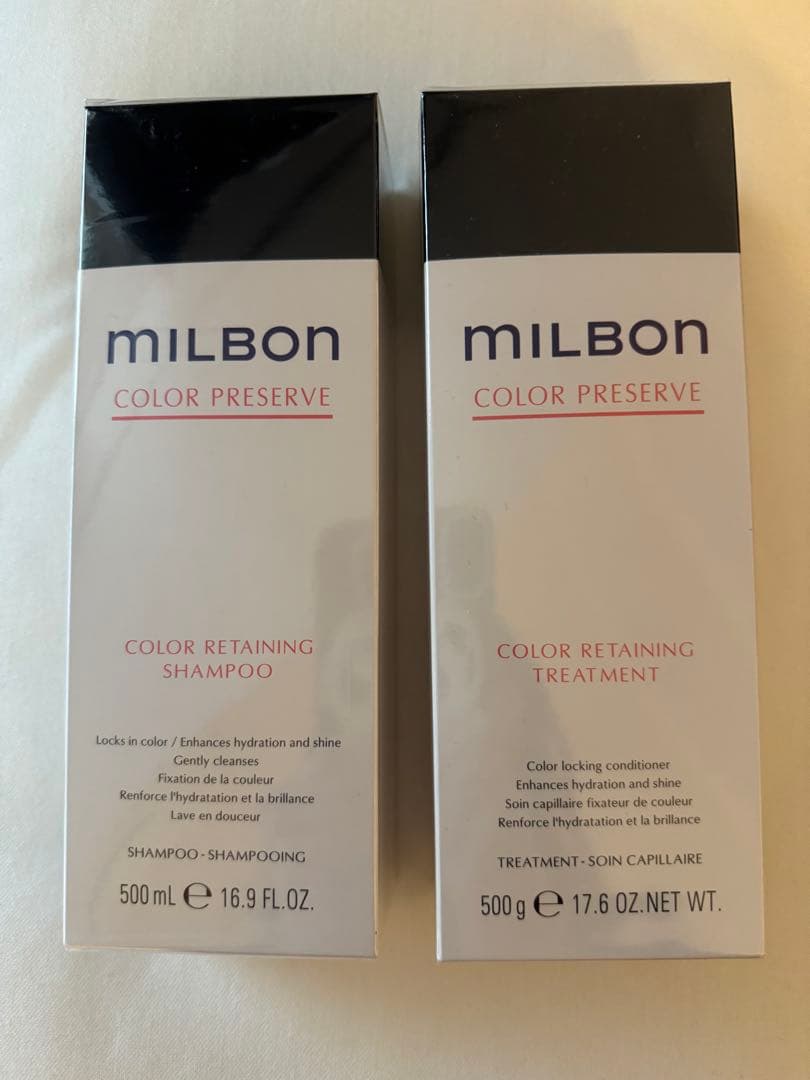 mILBOn
COLOR PRESERVE
COLOR RETAINING
SHAMPOO
Locks in color / Enhances hydration and shine
Gently cleanses
Fixation de la couleur
Renforce l'hydratation et la brillance
Lave en douceur
SHAMPOO - SHAMPOOING
500 mL ℮ 16.9 FL.OZ.
mILBOn
COLOR PRESERVE
COLOR RETAINING
TREATMENT
Color locking conditioner
Enhances hydration and shine
Soin capillaire fixateur de couleur
Renforce l'hydratation et la brillance
TREATMENT - SOIN CAPILLAIRE
500 g ℮ 17.6 OZ.NET WT.